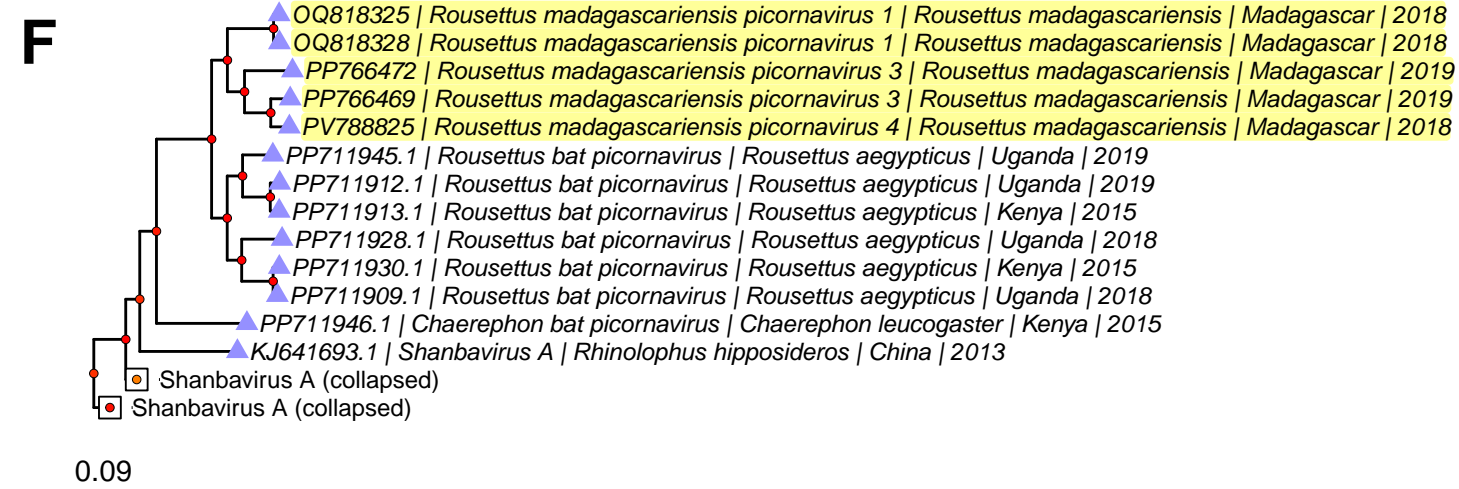 F
OQ818325 | Rousettus madagascariensis picornavirus 1 | Rousettus madagascariensis | Madagascar | 2018
OQ818328 | Rousettus madagascariensis picornavirus 1 | Rousettus madagascariensis | Madagascar | 2018
PP766472 | Rousettus madagascariensis picornavirus 3 | Rousettus madagascariensis | Madagascar | 2019
PP766469 | Rousettus madagascariensis picornavirus 3 | Rousettus madagascariensis | Madagascar | 2019
PV788825 | Rousettus madagascariensis picornavirus 4 | Rousettus madagascariensis | Madagascar | 2018
PP711945.1 | Rousettus bat picornavirus | Rousettus aegypticus | Uganda | 2019
PP711912.1 | Rousettus bat picornavirus | Rousettus aegypticus | Uganda | 2019
PP711913.1 | Rousettus bat picornavirus | Rousettus aegypticus | Kenya | 2015
PP711928.1 | Rousettus bat picornavirus | Rousettus aegypticus | Uganda | 2018
PP711930.1 | Rousettus bat picornavirus | Rousettus aegypticus | Kenya | 2015
PP711909.1 | Rousettus bat picornavirus | Rousettus aegypticus | Uganda | 2018
PP711946.1 | Chaerephon bat picornavirus | Chaerephon leucogaster | Kenya | 2015
KJ641693.1 | Shanbavirus A | Rhinolophus hipposideros | China | 2013
Shanbavirus A (collapsed)
Shanbavirus A (collapsed)
0.09